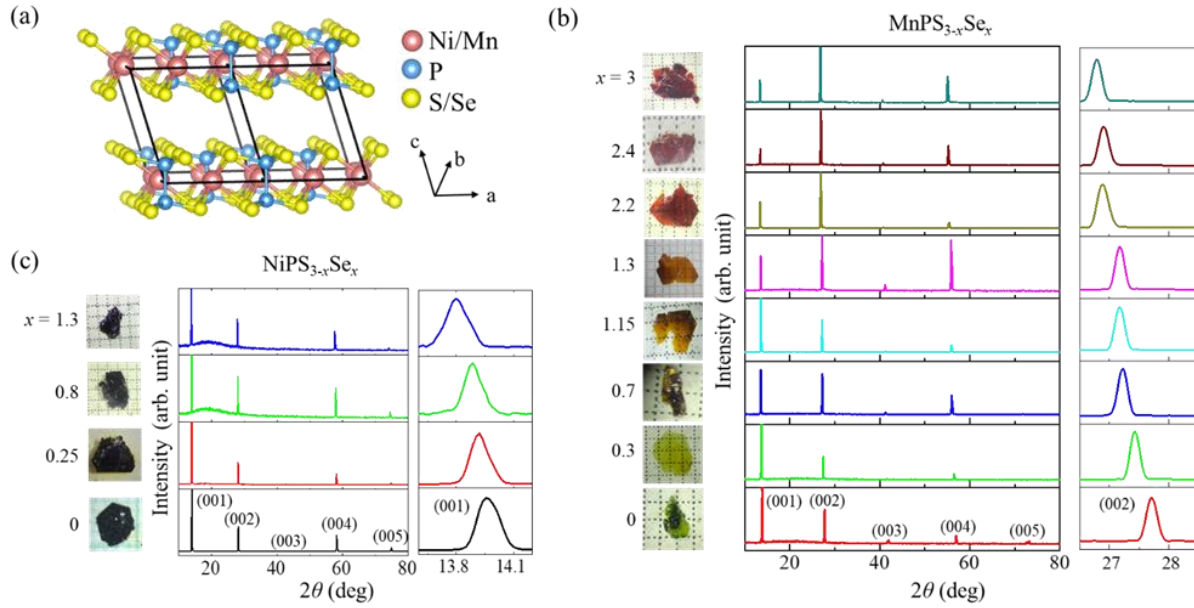 (a)
Ni/Mn
P
S/Se
c
b
a
(b)
MnPS3-xSex
x = 3
2.4
2.2
1.3
1.15
0.7
0.3
0
Intensity (arb. unit)
(001)
(002)
(003)
(004)
(005)
(002)
20 40 60 80
27 28
2θ (deg)
(c)
NiPS3-xSex
x = 1.3
0.8
0.25
0
Intensity (arb. unit)
(001)
(002)
(003)
(004)
(005)
(001)
20 40 60 80
13.8 14.1
2θ (deg)